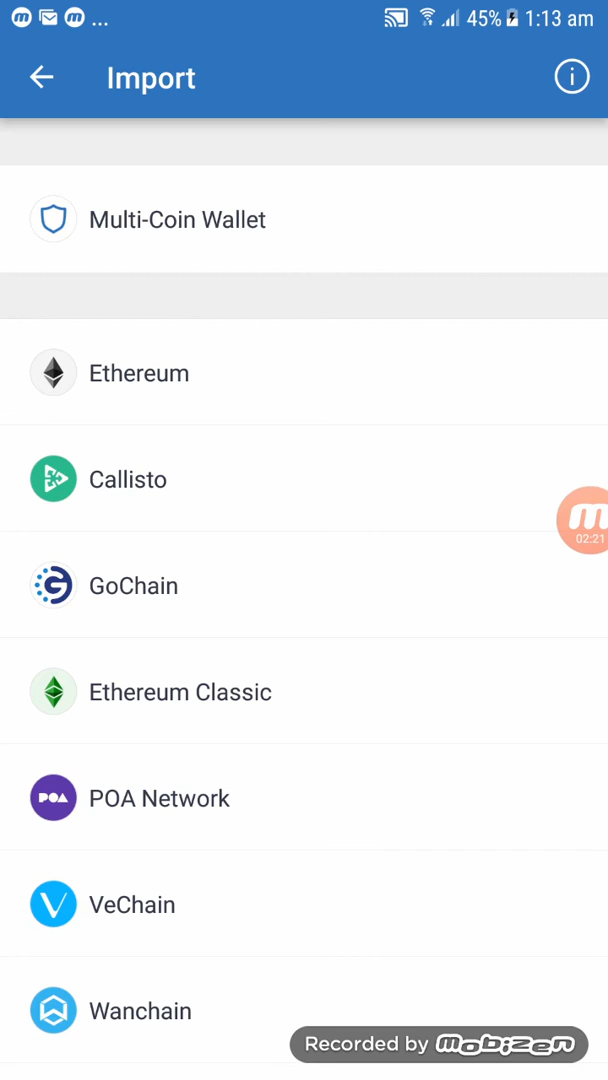 ... 45% 1:13 am
Import
Multi-Coin Wallet
Ethereum
Callisto
02:21
GoChain
Ethereum Classic
POA
POA Network
VeChain
Wanchain
Recorded by mobizen